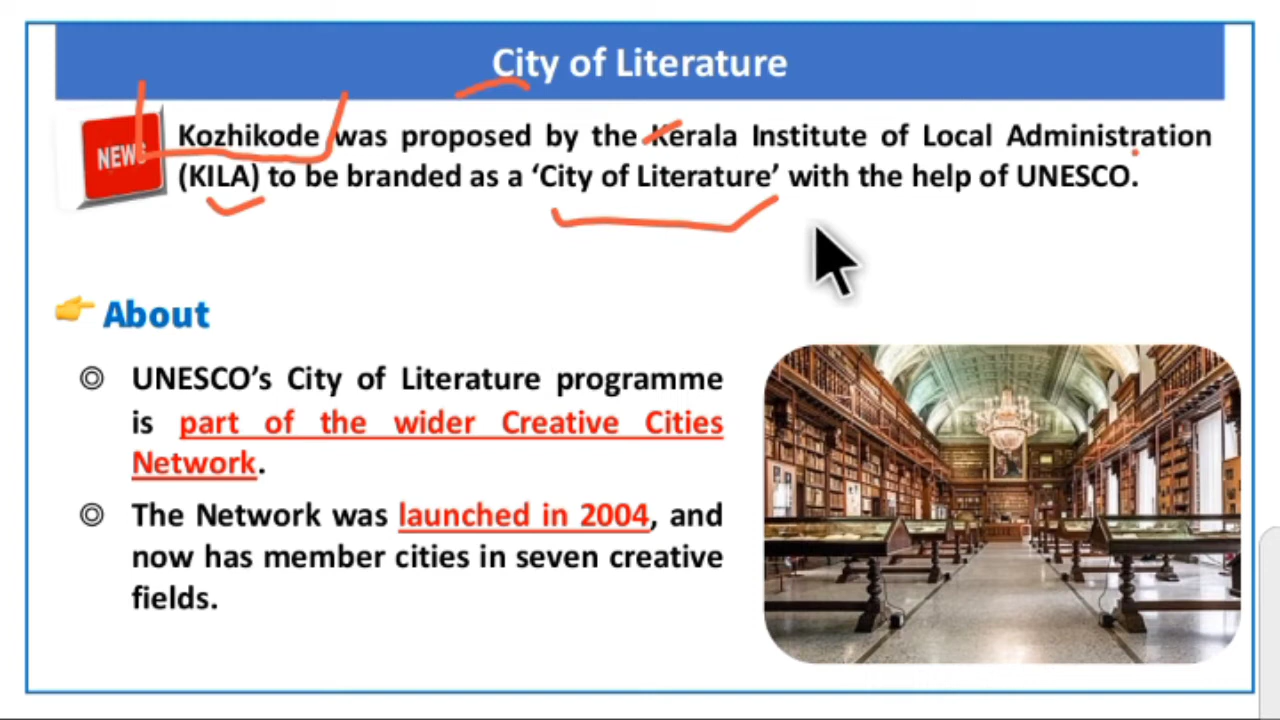 City of Literature
NEWS
Kozhikode was proposed by the Kerala Institute of Local Administration
(KILA) to be branded as a ‘City of Literature’ with the help of UNESCO.
About
UNESCO’s City of Literature programme
is part of the wider Creative Cities
Network.
The Network was launched in 2004, and
now has member cities in seven creative
fields.